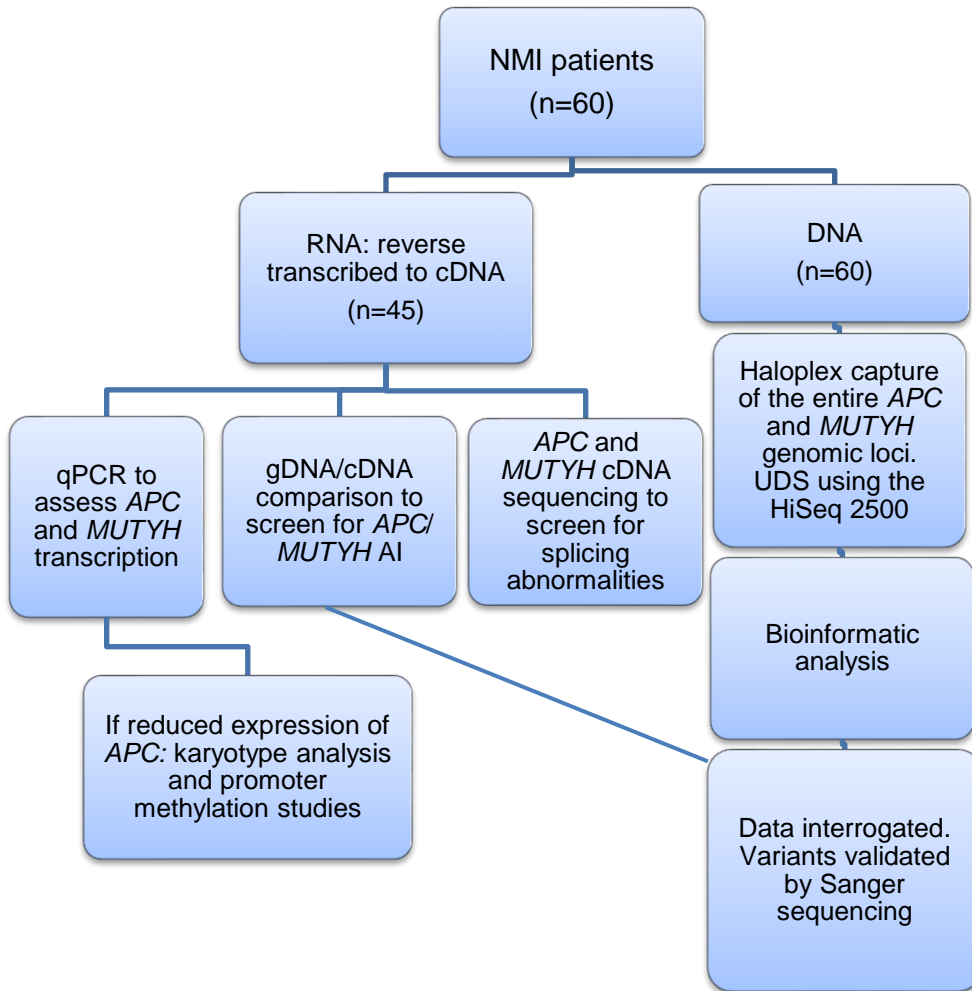 NMI patients
(n=60)
RNA: reverse
transcribed to cDNA
(n=45)
DNA
(n=60)
qPCR to
assess APC
and MUTYH
transcription
gDNA/cDNA
comparison to
screen for APC/
MUTYH AI
APC and
MUTYH cDNA
sequencing to
screen for
splicing
abnormalities
Haloplex capture
of the entire APC
and MUTYH
genomic loci.
UDS using the
HiSeq 2500
Bioinformatic
analysis
If reduced expression of
APC: karyotype analysis
and promoter
methylation studies
Data interrogated.
Variants validated
by Sanger
sequencing